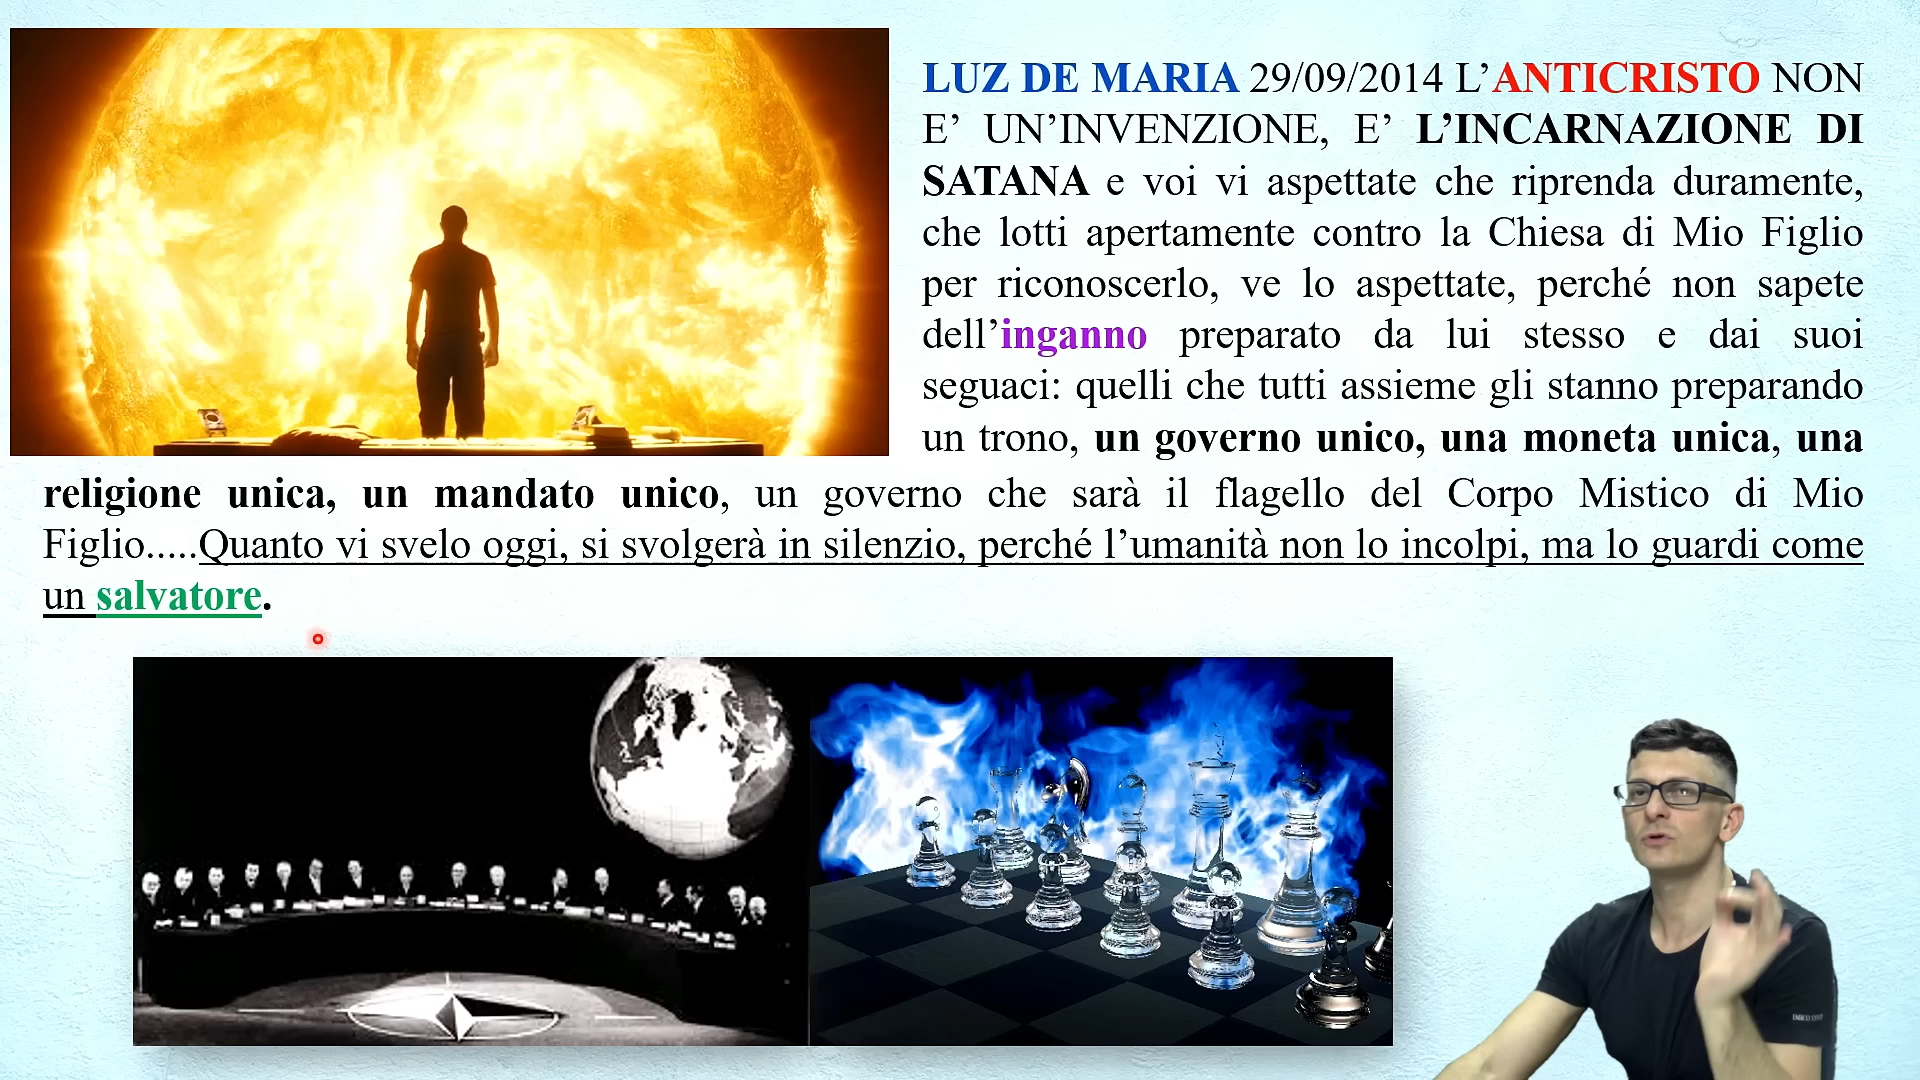 LUZ DE MARIA 29/09/2014 L’ANTICRISTO NON
E’ UN’INVENZIONE, E’ L’INCARNAZIONE DI
SATANA e voi vi aspettate che riprenda duramente,
che lotti apertamente contro la Chiesa di Mio Figlio
per riconoscerlo, ve lo aspettate, perché non sapete
dell’inganno preparato da lui stesso e dai suoi
seguaci: quelli che tutti assieme gli stanno preparando
un trono, un governo unico, una moneta unica, una
religione unica, un mandato unico, un governo che sarà il flagello del Corpo Mistico di Mio
Figlio.....Quanto vi svelo oggi, si svolgerà in silenzio, perché l’umanità non lo incolpi, ma lo guardi come
un salvatore.